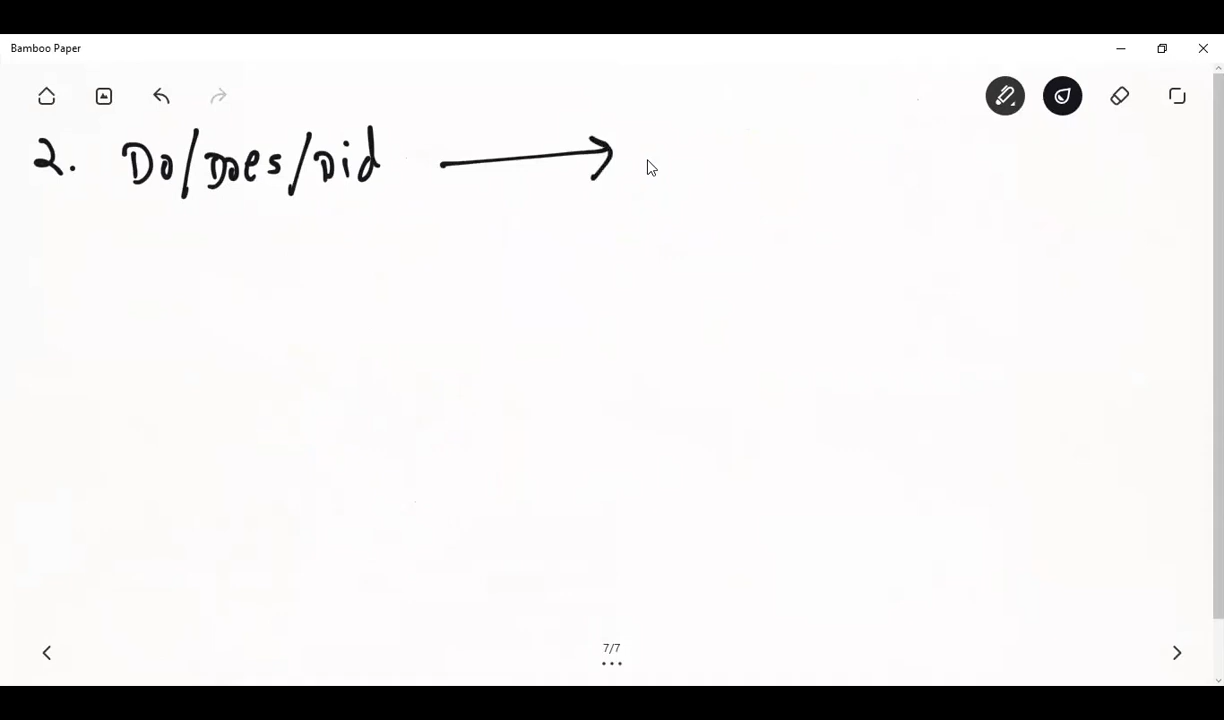 Bamboo Paper
2. Do/Does/Did →
7/7